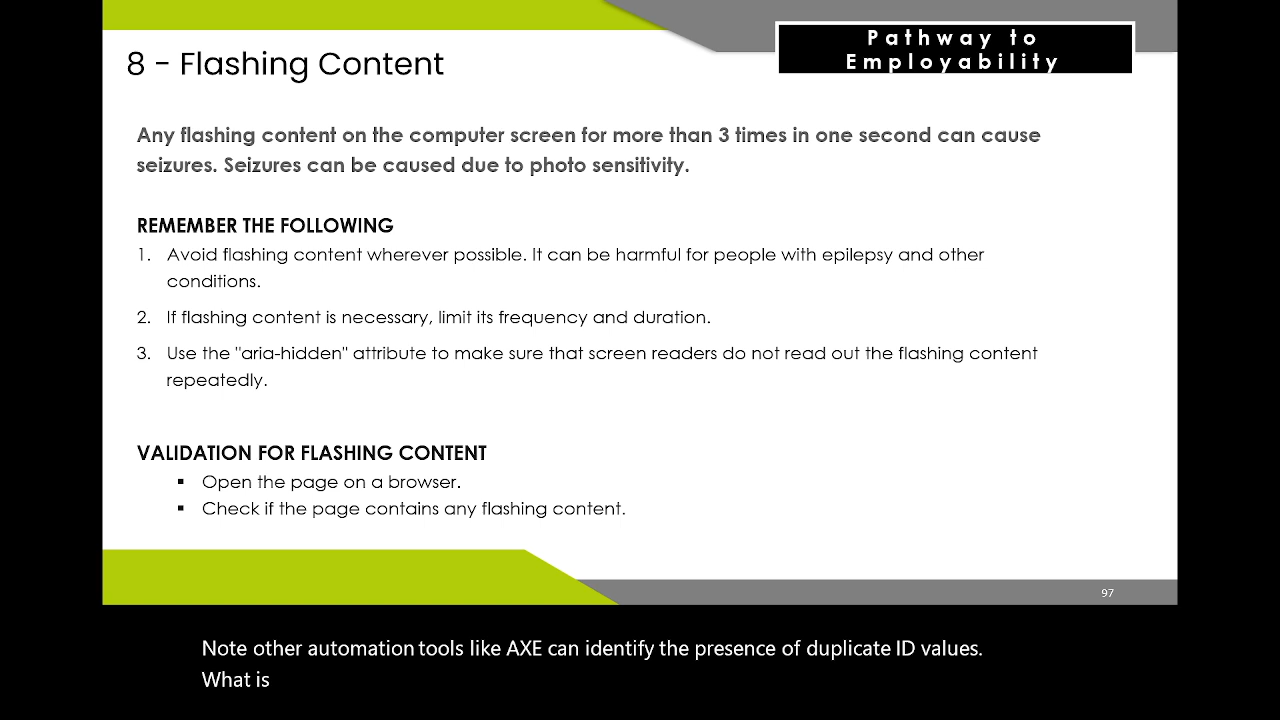 Pathway to
Employability
8 - Flashing Content
Any flashing content on the computer screen for more than 3 times in one second can cause
seizures. Seizures can be caused due to photo sensitivity.
REMEMBER THE FOLLOWING
1. Avoid flashing content wherever possible. It can be harmful for people with epilepsy and other
conditions.
2. If flashing content is necessary, limit its frequency and duration.
3. Use the "aria-hidden" attribute to make sure that screen readers do not read out the flashing content
repeatedly.
VALIDATION FOR FLASHING CONTENT
▪ Open the page on a browser.
▪ Check if the page contains any flashing content.
97
Note other automation tools like AXE can identify the presence of duplicate ID values.
What is